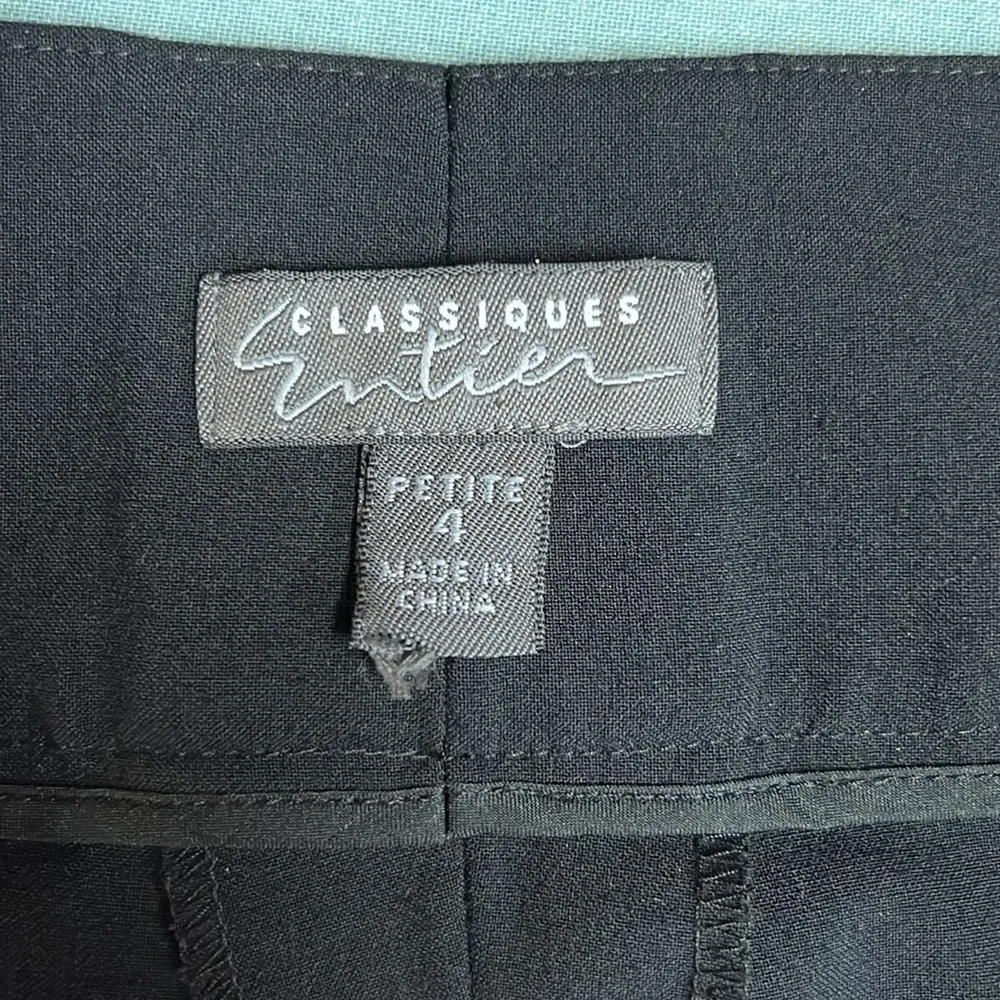 CLASSIQUES
Entier
PETITE
4
MADE IN
CHINA